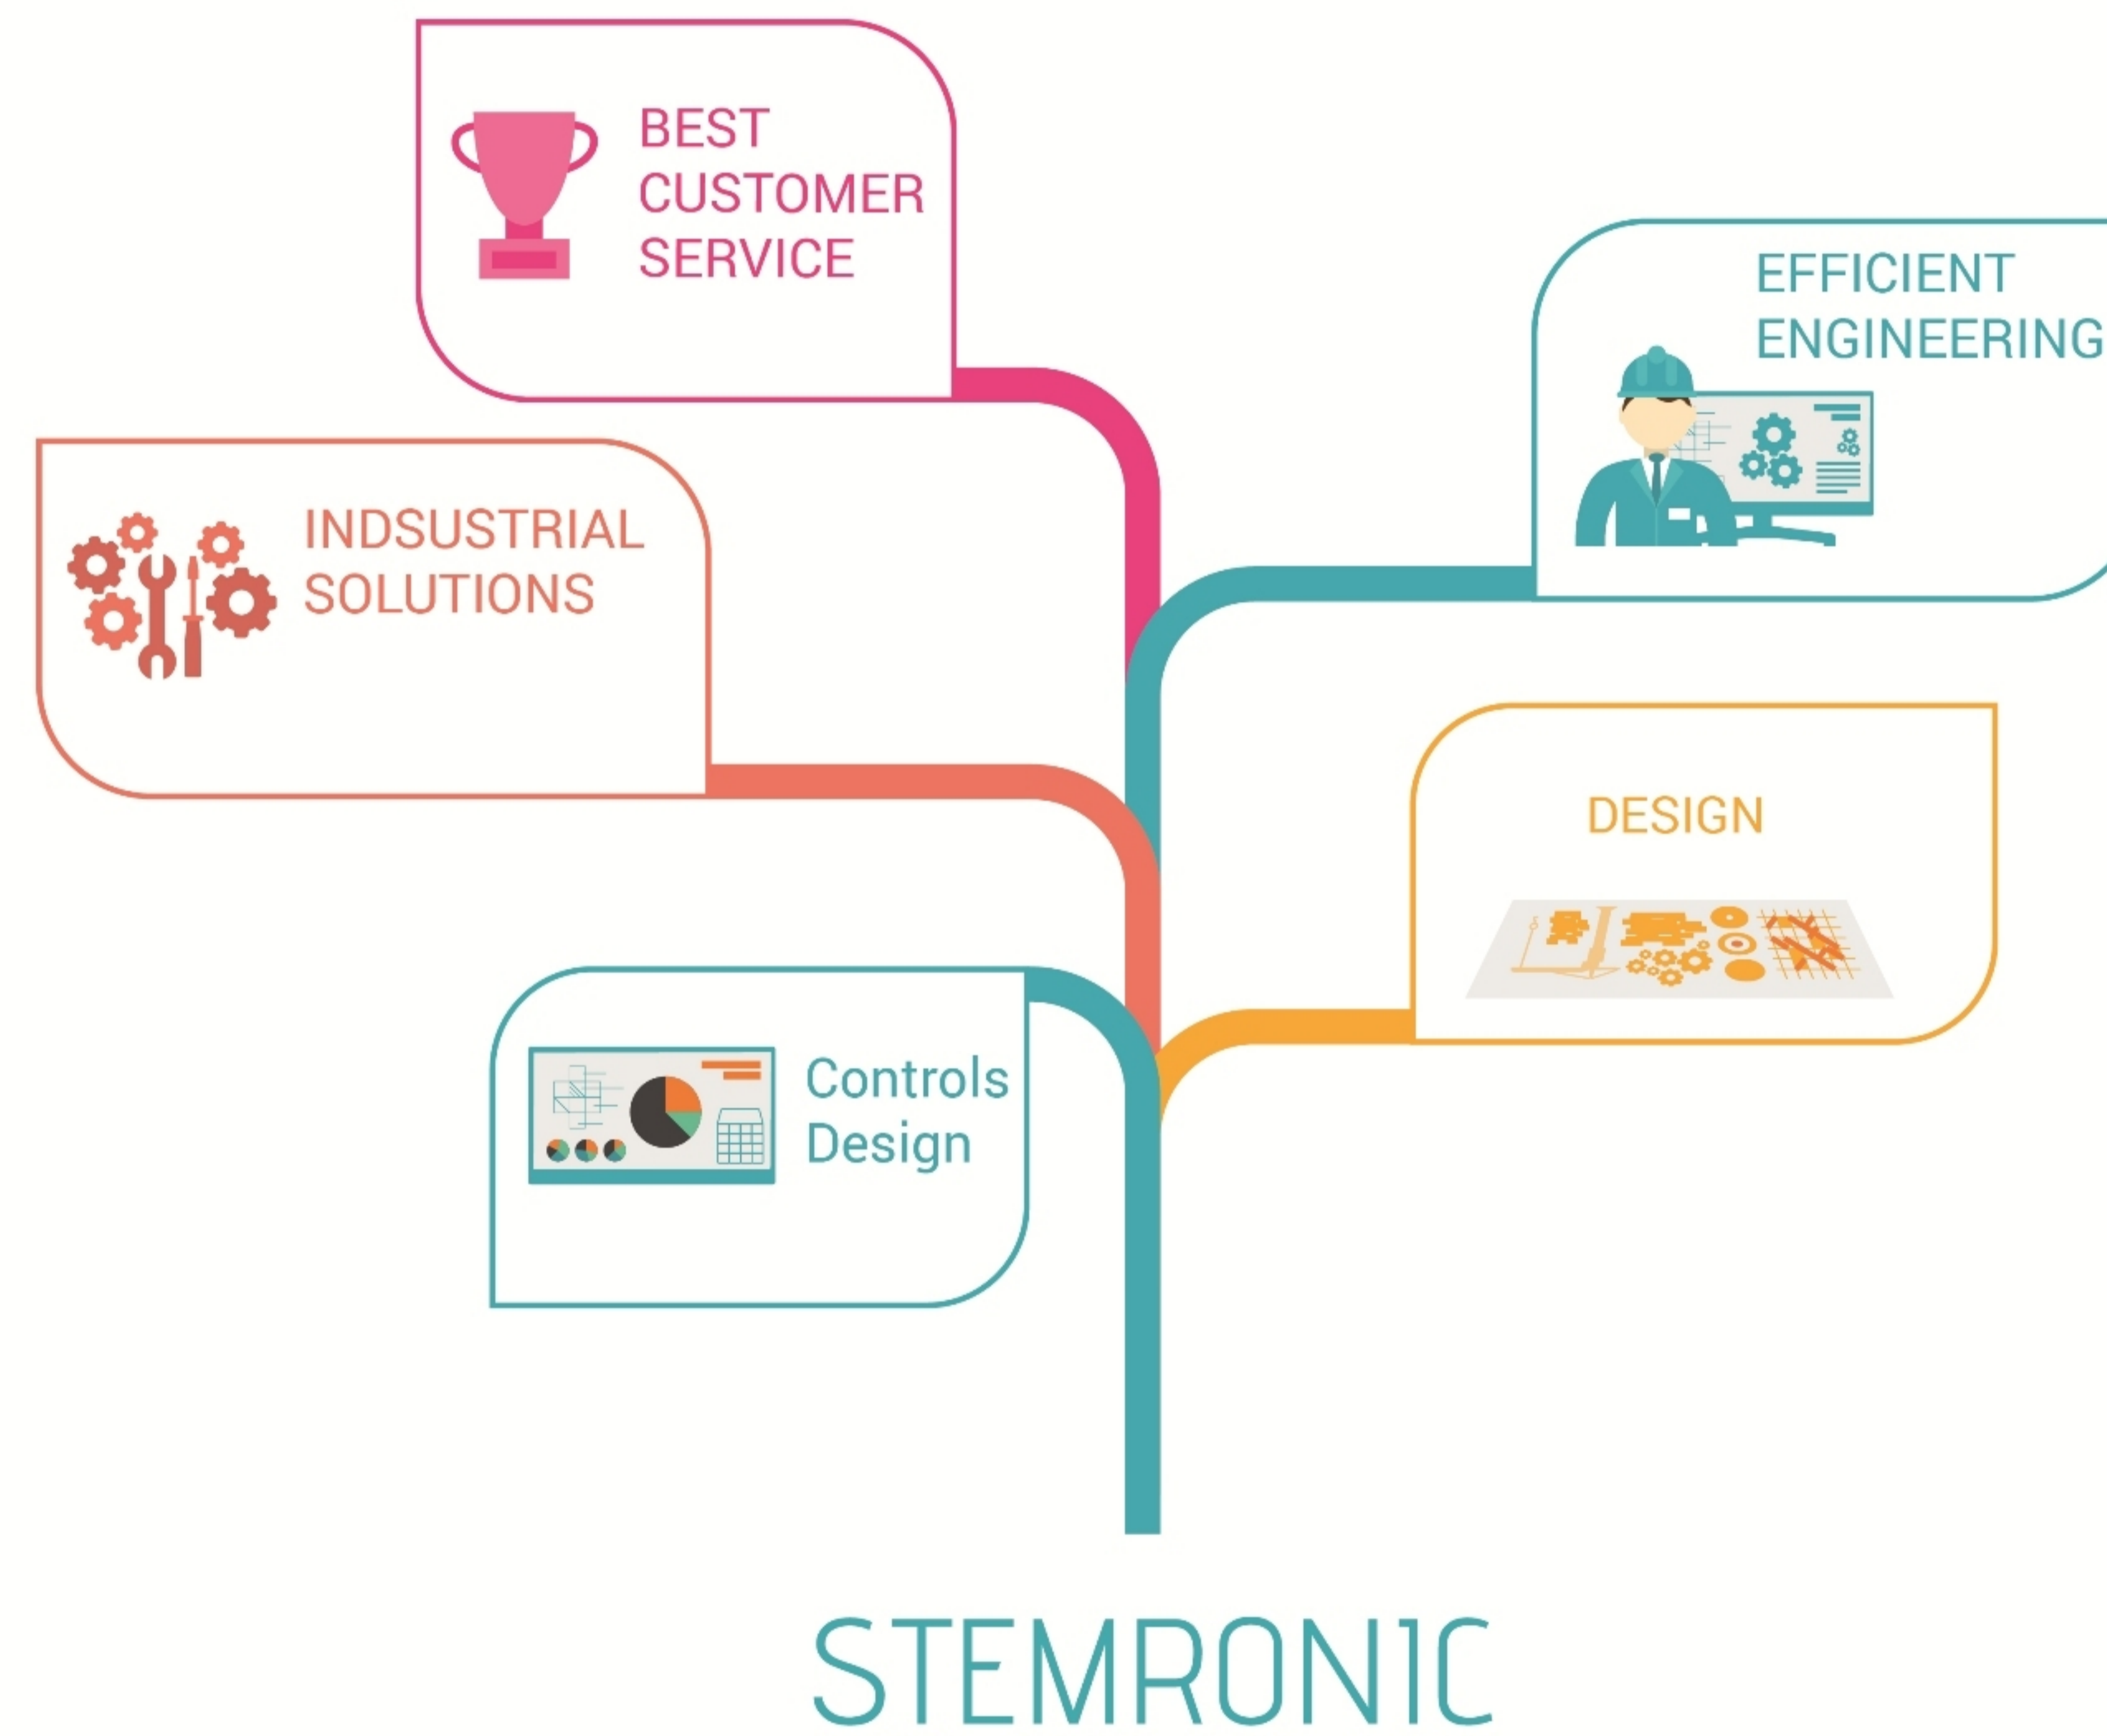 BEST
CUSTOMER
SERVICE
EFFICIENT
ENGINEERING
INDSUSTRIAL
SOLUTIONS
DESIGN
Controls
Design
STEMRONIC